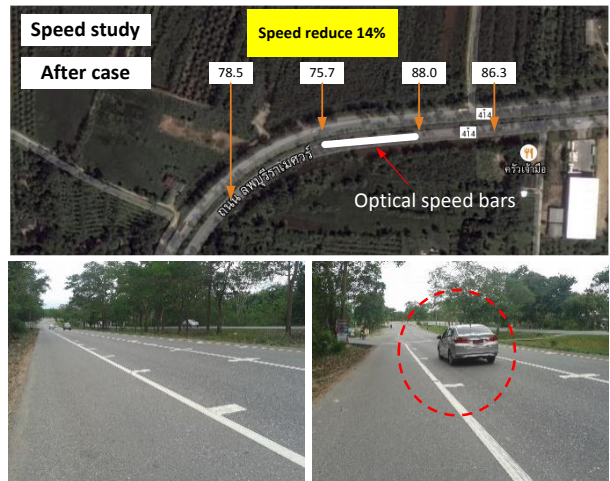 Speed study
Speed reduce 14%
After case
78.5
75.7
88.0
86.3
414
414
ครัวเจ้ามือ
ถนน ลพบุรีราเมศวร์
Optical speed bars